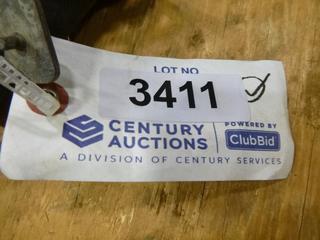 LOT NO
3411
CENTURY AUCTIONS
POWERED BY
ClubBid
A DIVISION OF CENTURY SERVICES